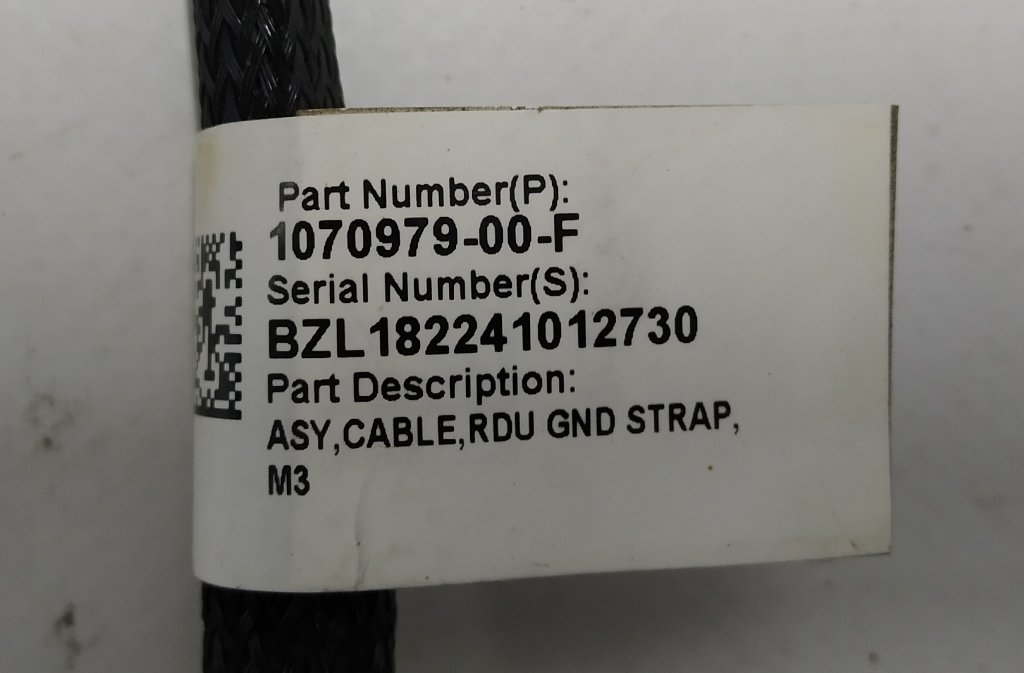 Part Number(P):
1070979-00-F
Serial Number(S):
BZL182241012730
Part Description:
ASY,CABLE,RDU GND STRAP,
M3